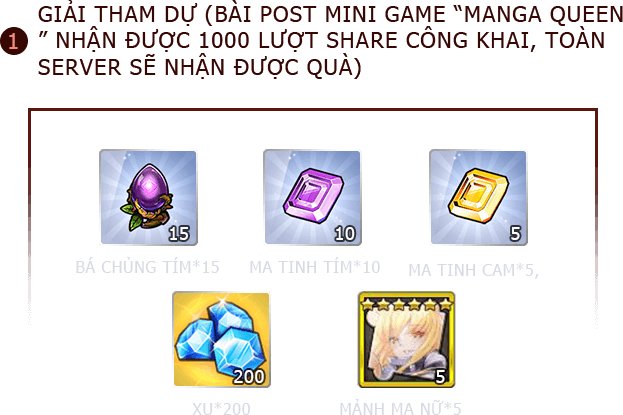 1
GIẢI THAM DỰ (BÀI POST MINI GAME “MANGA QUEEN
” NHẬN ĐƯỢC 1000 LƯỢT SHARE CÔNG KHAI, TOÀN
SERVER SẼ NHẬN ĐƯỢC QUÀ)
15
10
5
BÁ CHỦNG TÍM*15
MA TINH TÍM*10
MA TINH CAM*5,
200
5
XU*200
MẢNH MA NỮ*5